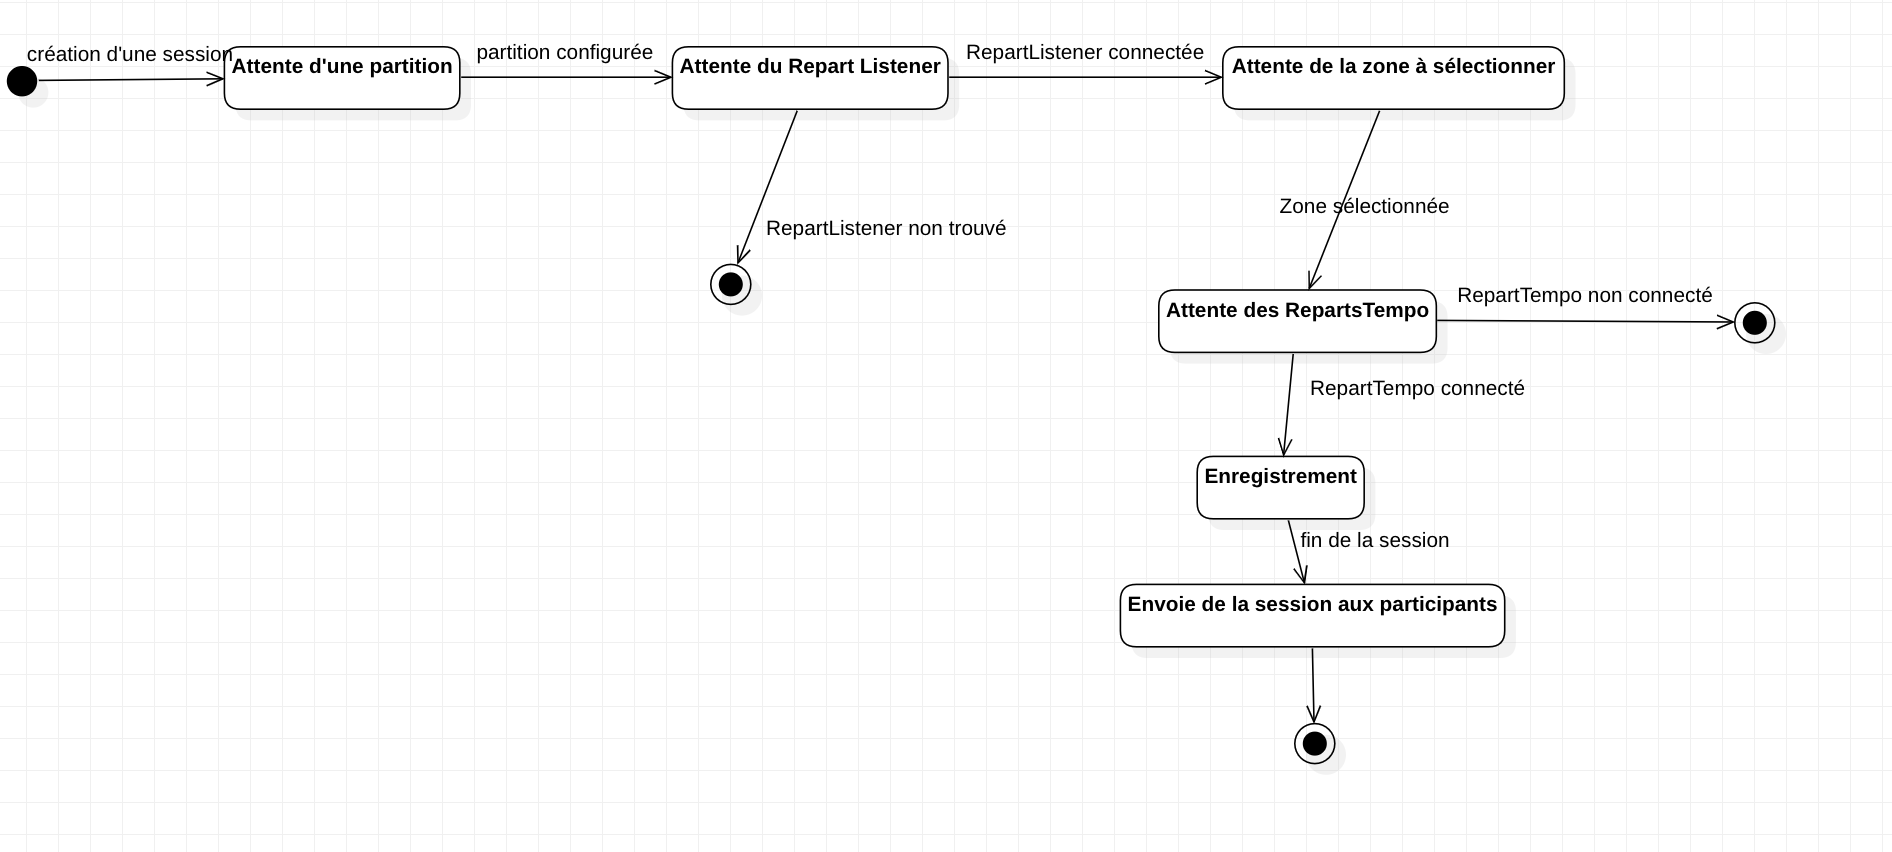 création d'une session
Attente d'une partition
partition configurée
Attente du Repart Listener
RepartListener connectée
Attente de la zone à sélectionner
RepartListener non trouvé
Zone sélectionnée
Attente des RepartsTempo
RepartTempo non connecté
RepartTempo connecté
Enregistrement
fin de la session
Envoie de la session aux participants